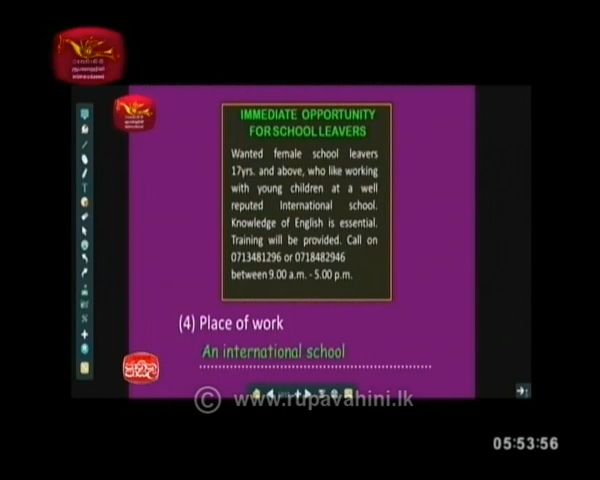 IMMEDIATE OPPORTUNITY
FOR SCHOOL LEAVERS
Wanted female school leavers
17yrs. and above, who like working
with young children at a well
reputed International school.
Knowledge of English is essential.
Training will be provided. Call on
0713481296 or 0718482946
between 9.00 a.m. - 5.00 p.m.
(4) Place of work
An international school
© www.rupavahini.lk
05:53:56